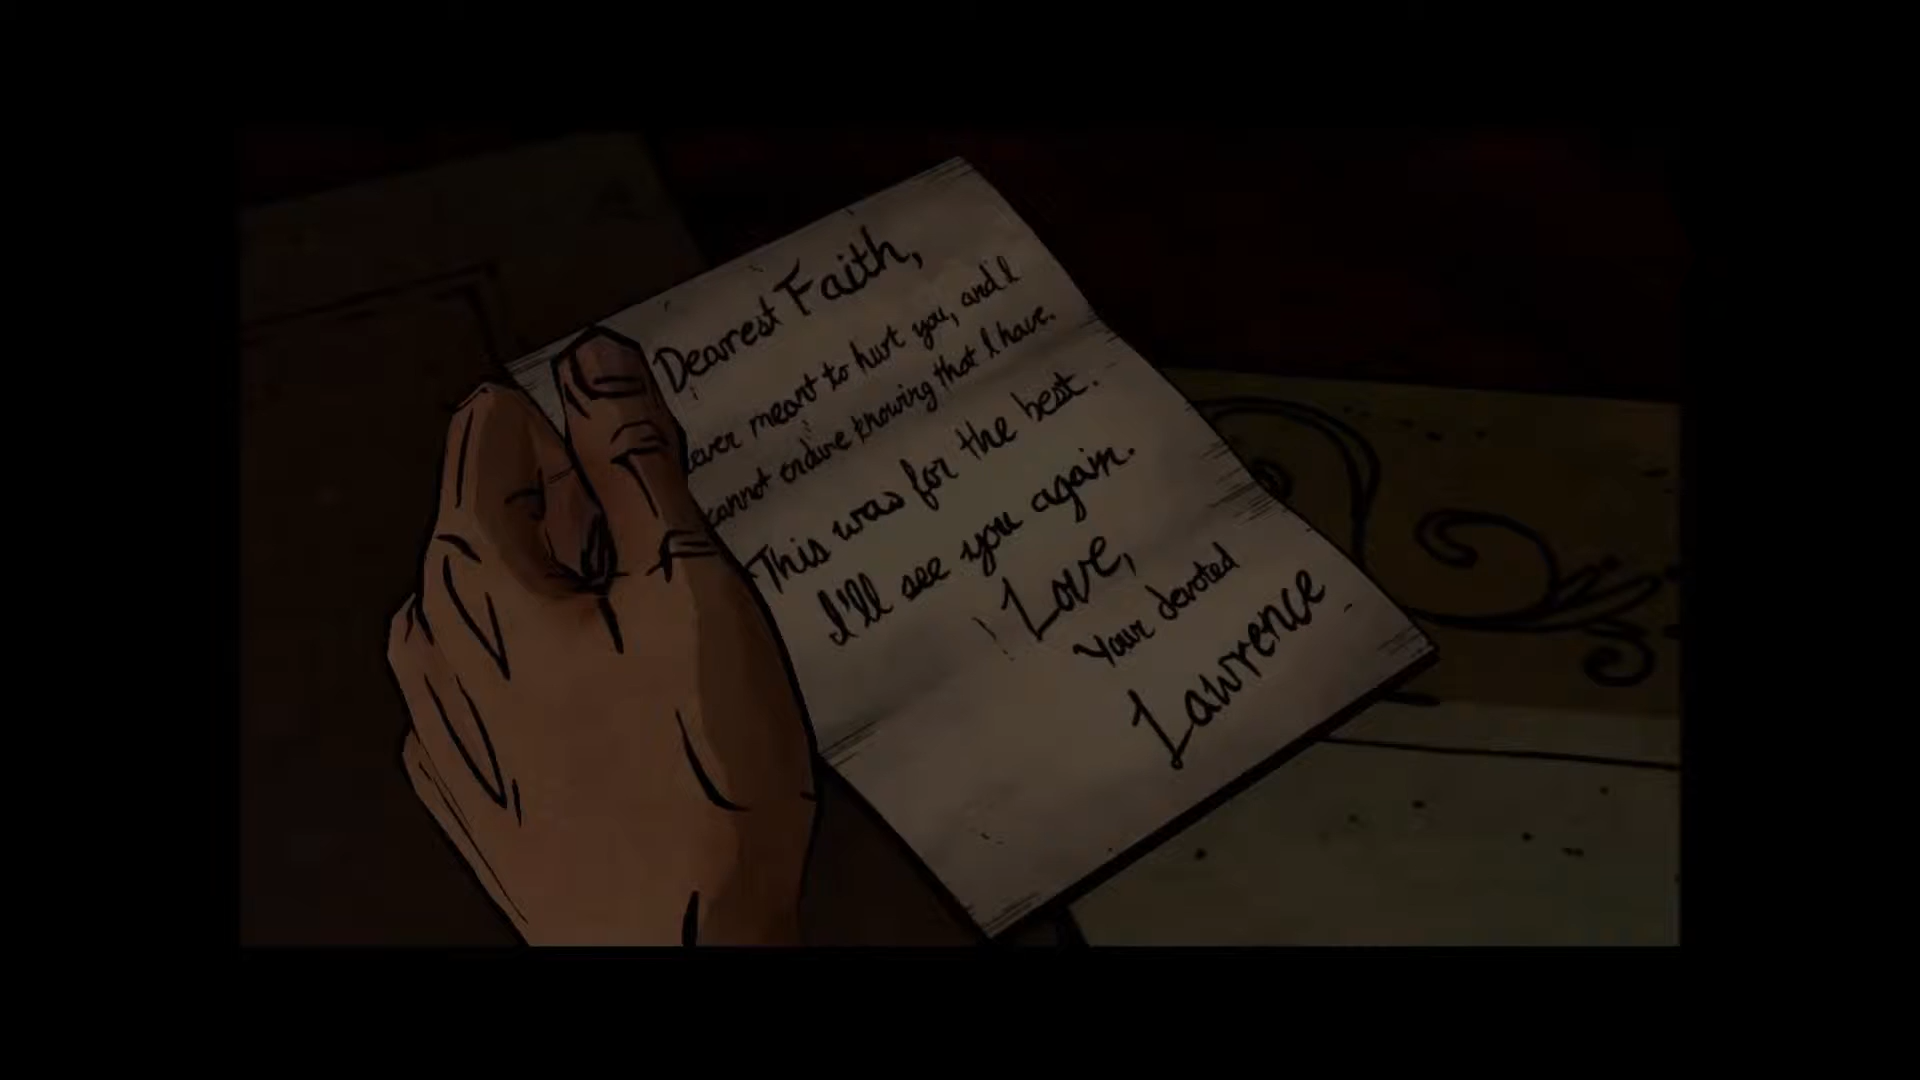 Dearest Faith,
ever meant to hurt you, and I
cannot endure knowing that I have.
This was for the best.
I'll see you again.
Love,
Your devoted
Lawrence